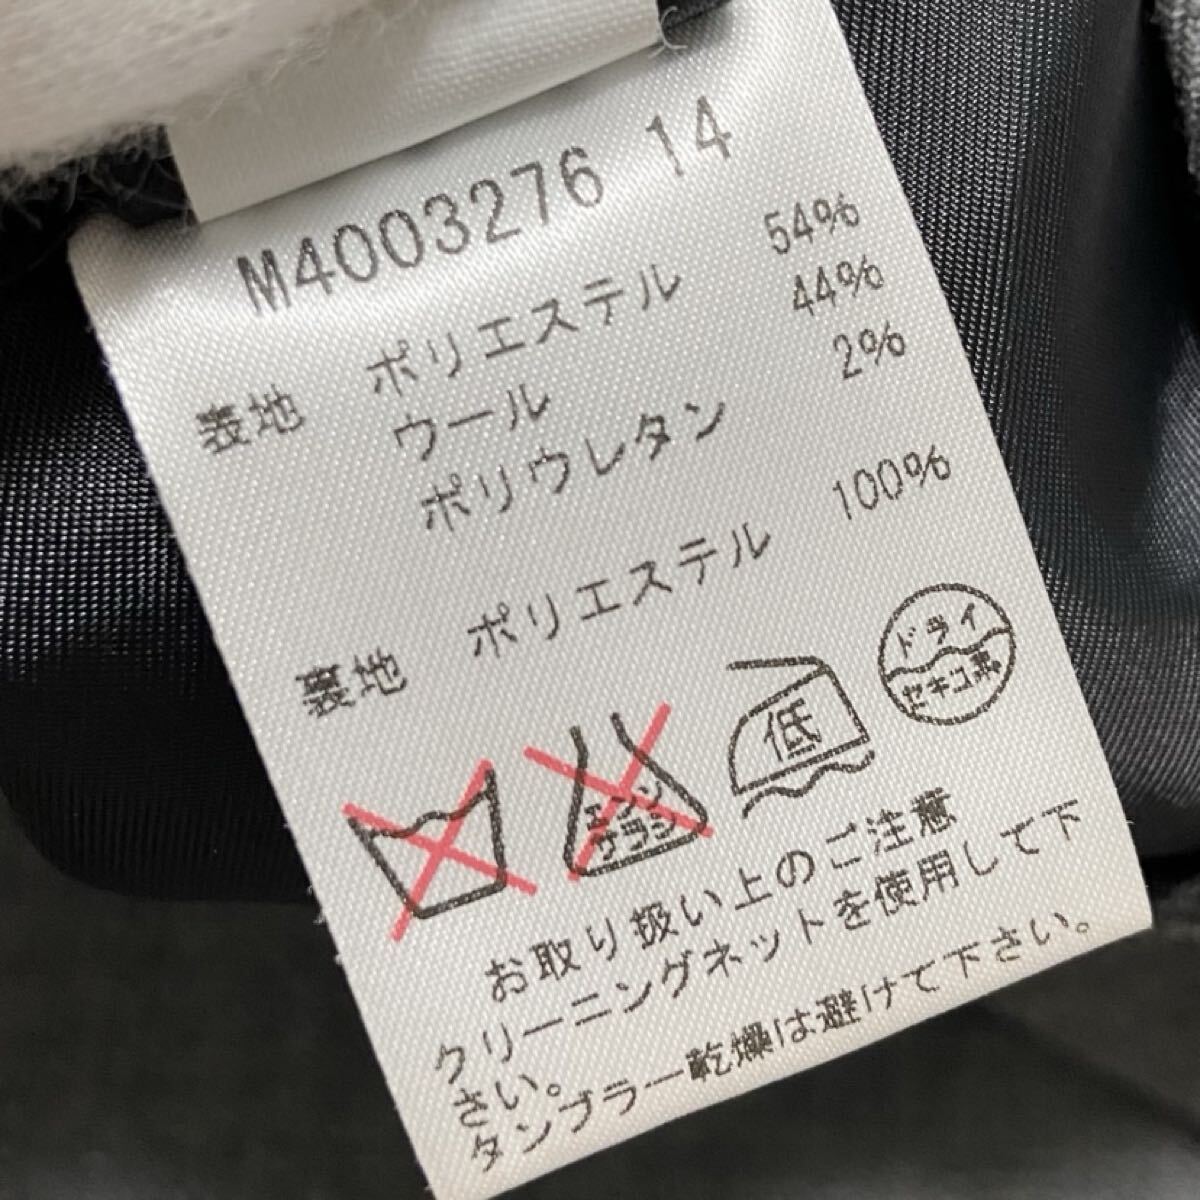 M4003276 14
表地 ポリエステル 54%
ウール 44%
ポリウレタン 2%
裏地 ポリエステル 100%
エンソ
サラシ
低
ドライ
セキユ系
お取り扱い上のご注意
クリーニングネットを使用して下
さい。
タンブラー乾燥は避けて下さい。